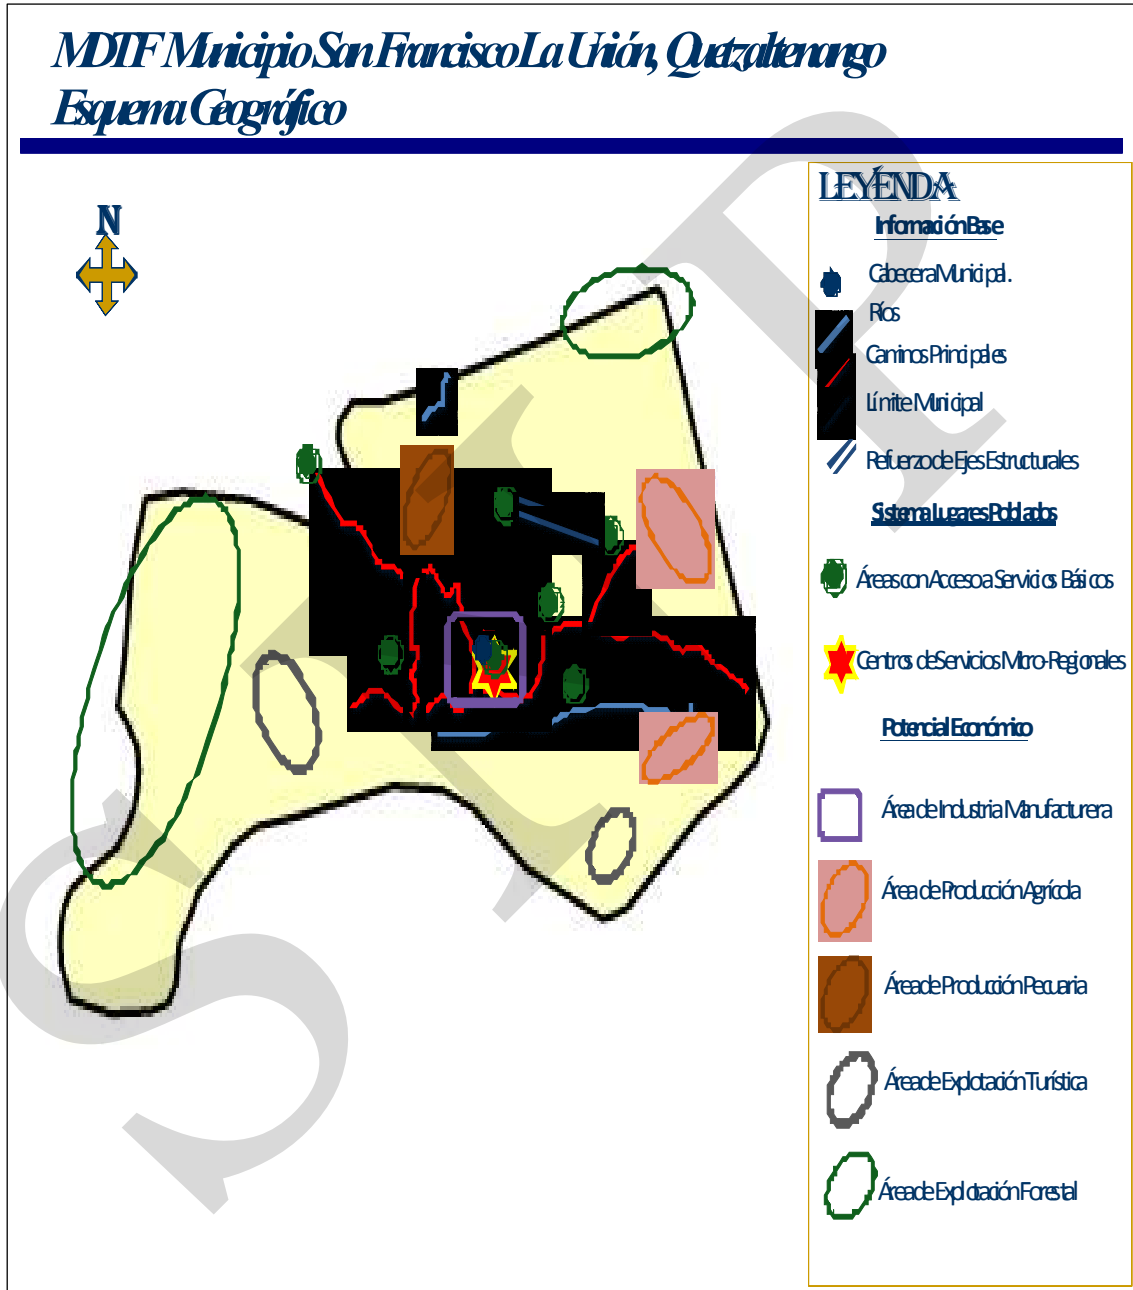 MDTF Municipio San Francisco La Unión, Quetzaltenango
Esquema Geográfico
N
LEYENDA
Información Base
Cabecera Municipal.
Ríos
Caminos Principales
Límite Municipal
Refuerzo de Ejes Estructurales
Sistema Lugares Poblados
Áreas con Acceso a Servicios Básicos
Centros de Servicios Micro-Regionales
Potencial Económico
Área de Industria Manufacturera
Área de Producción Agrícola
Área de Producción Pecuaria
Área de Explotación Turística
Área de Explotación Forestal
SIP